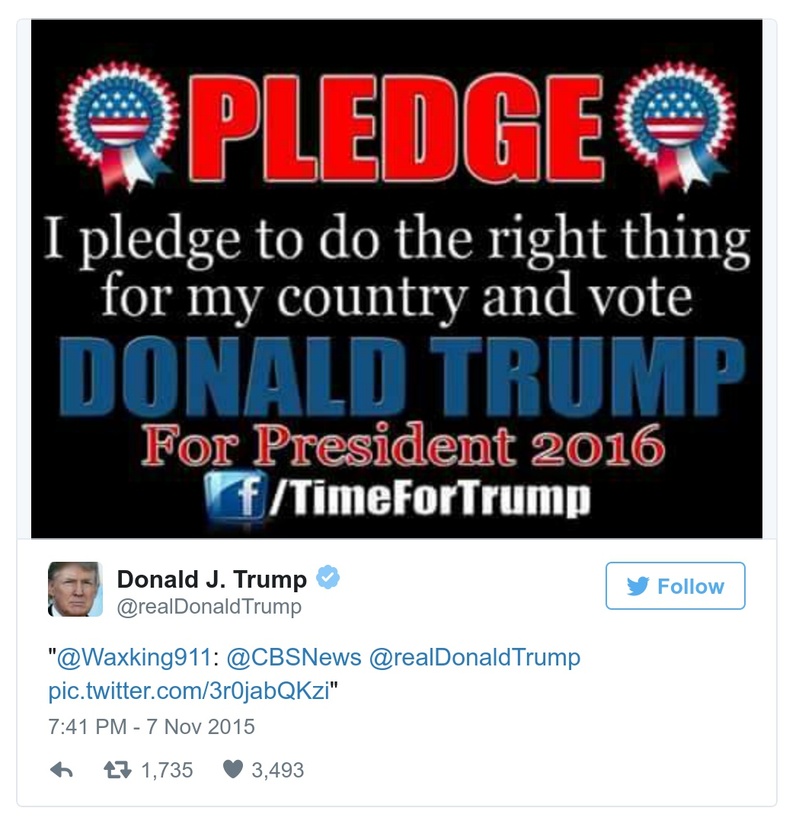 PLEDGE
I pledge to do the right thing
for my country and vote
DONALD TRUMP
For President 2016
f/TimeForTrump
Donald J. Trump
@realDonaldTrump
Follow
"@Waxking911: @CBSNews @realDonaldTrump
pic.twitter.com/3r0jabQKzi"
7:41 PM - 7 Nov 2015
1,735 3,493